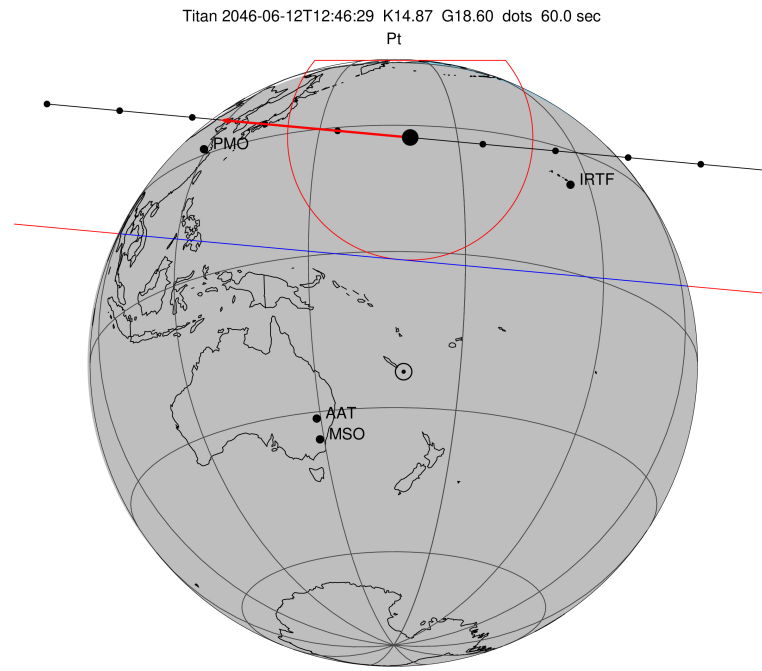 Titan 2046-06-12T12:46:29 K14.87 G18.60 dots 60.0 sec
Pt
PMO
IRTF
AAT
MSO